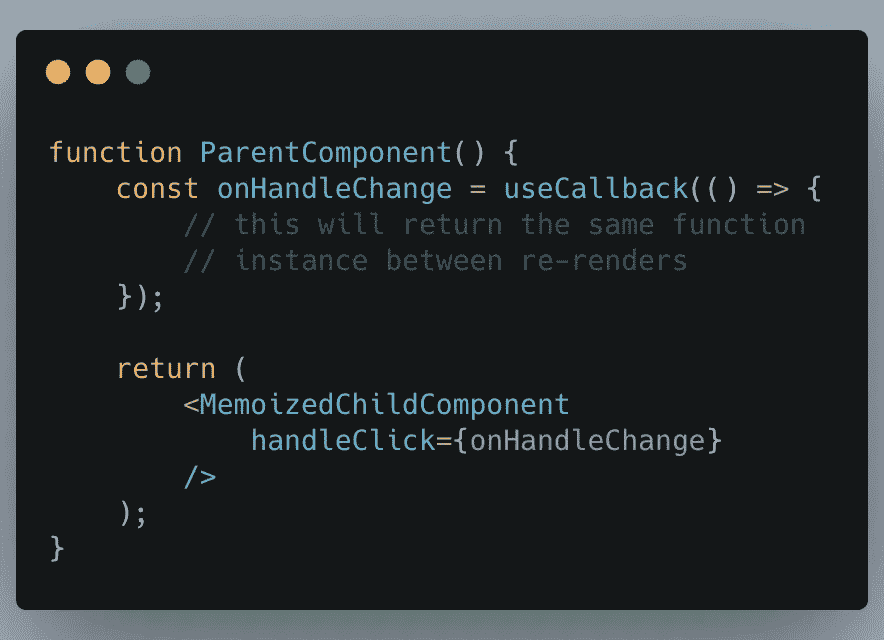 function ParentComponent() {
    const onHandleChange = useCallback(() => {
        // this will return the same function
        // instance between re-renders
    });

    return (
        <MemoizedChildComponent
            handleClick={onHandleChange}
        />
    );
}